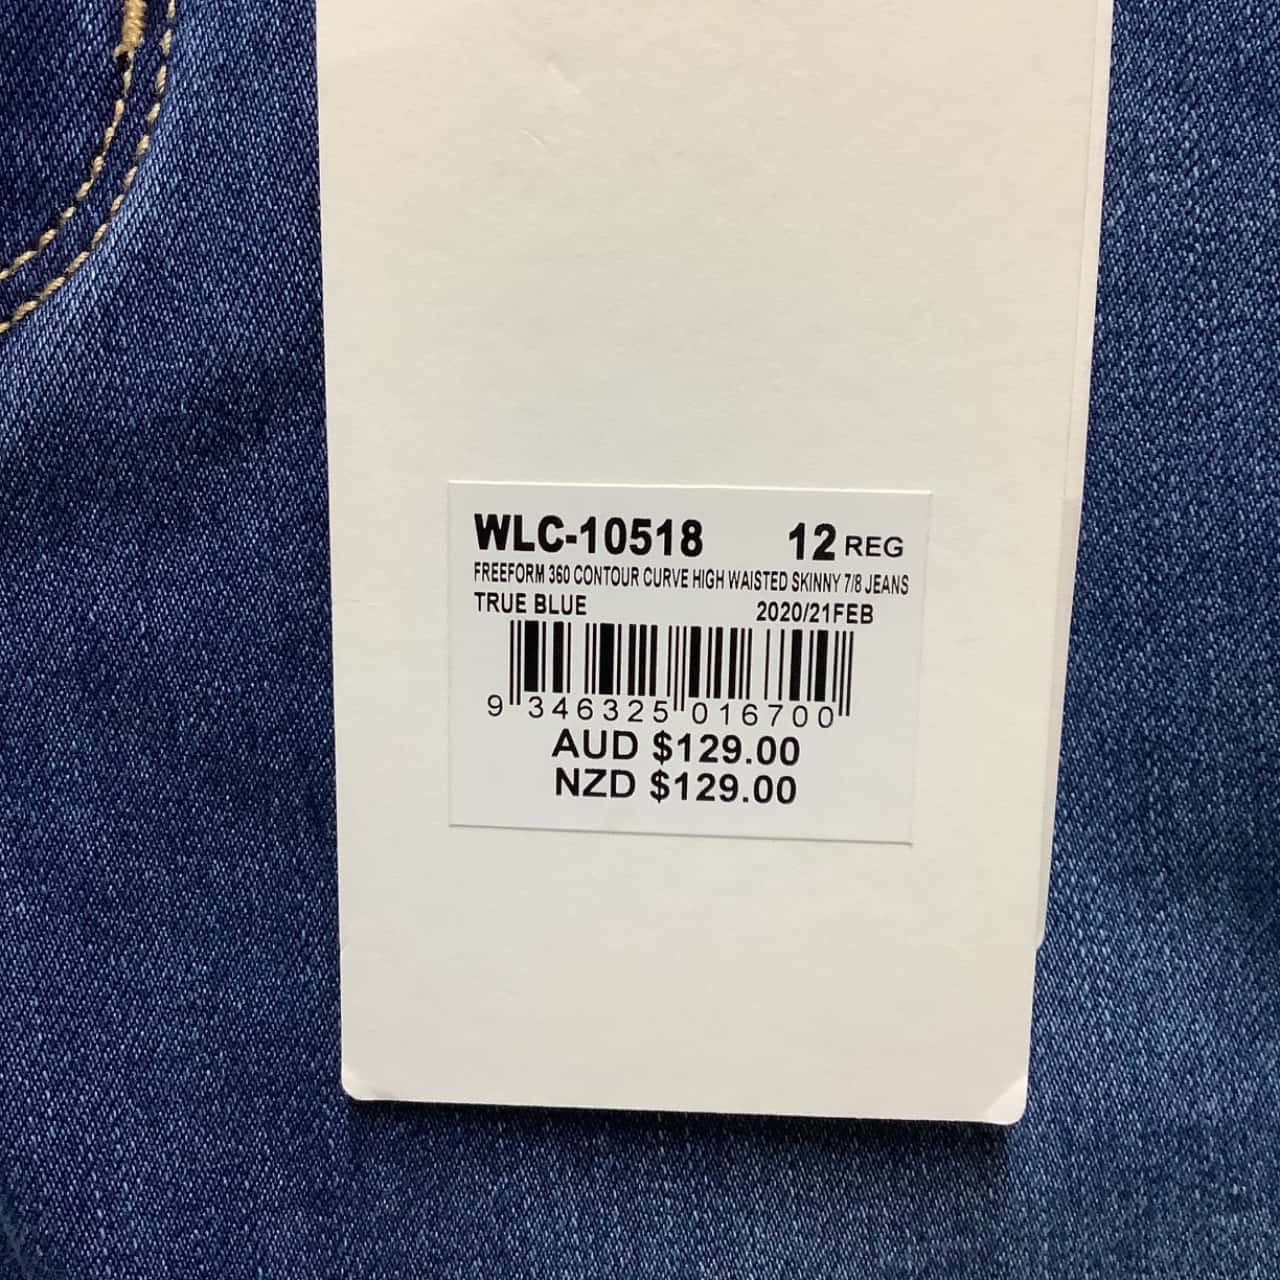 WLC-10518 12 REG
FREEFORM 360 CONTOUR CURVE HIGH WAISTED SKINNY 7/8 JEANS
TRUE BLUE 2020/21FEB
9 346325 016700
AUD $129.00
NZD $129.00